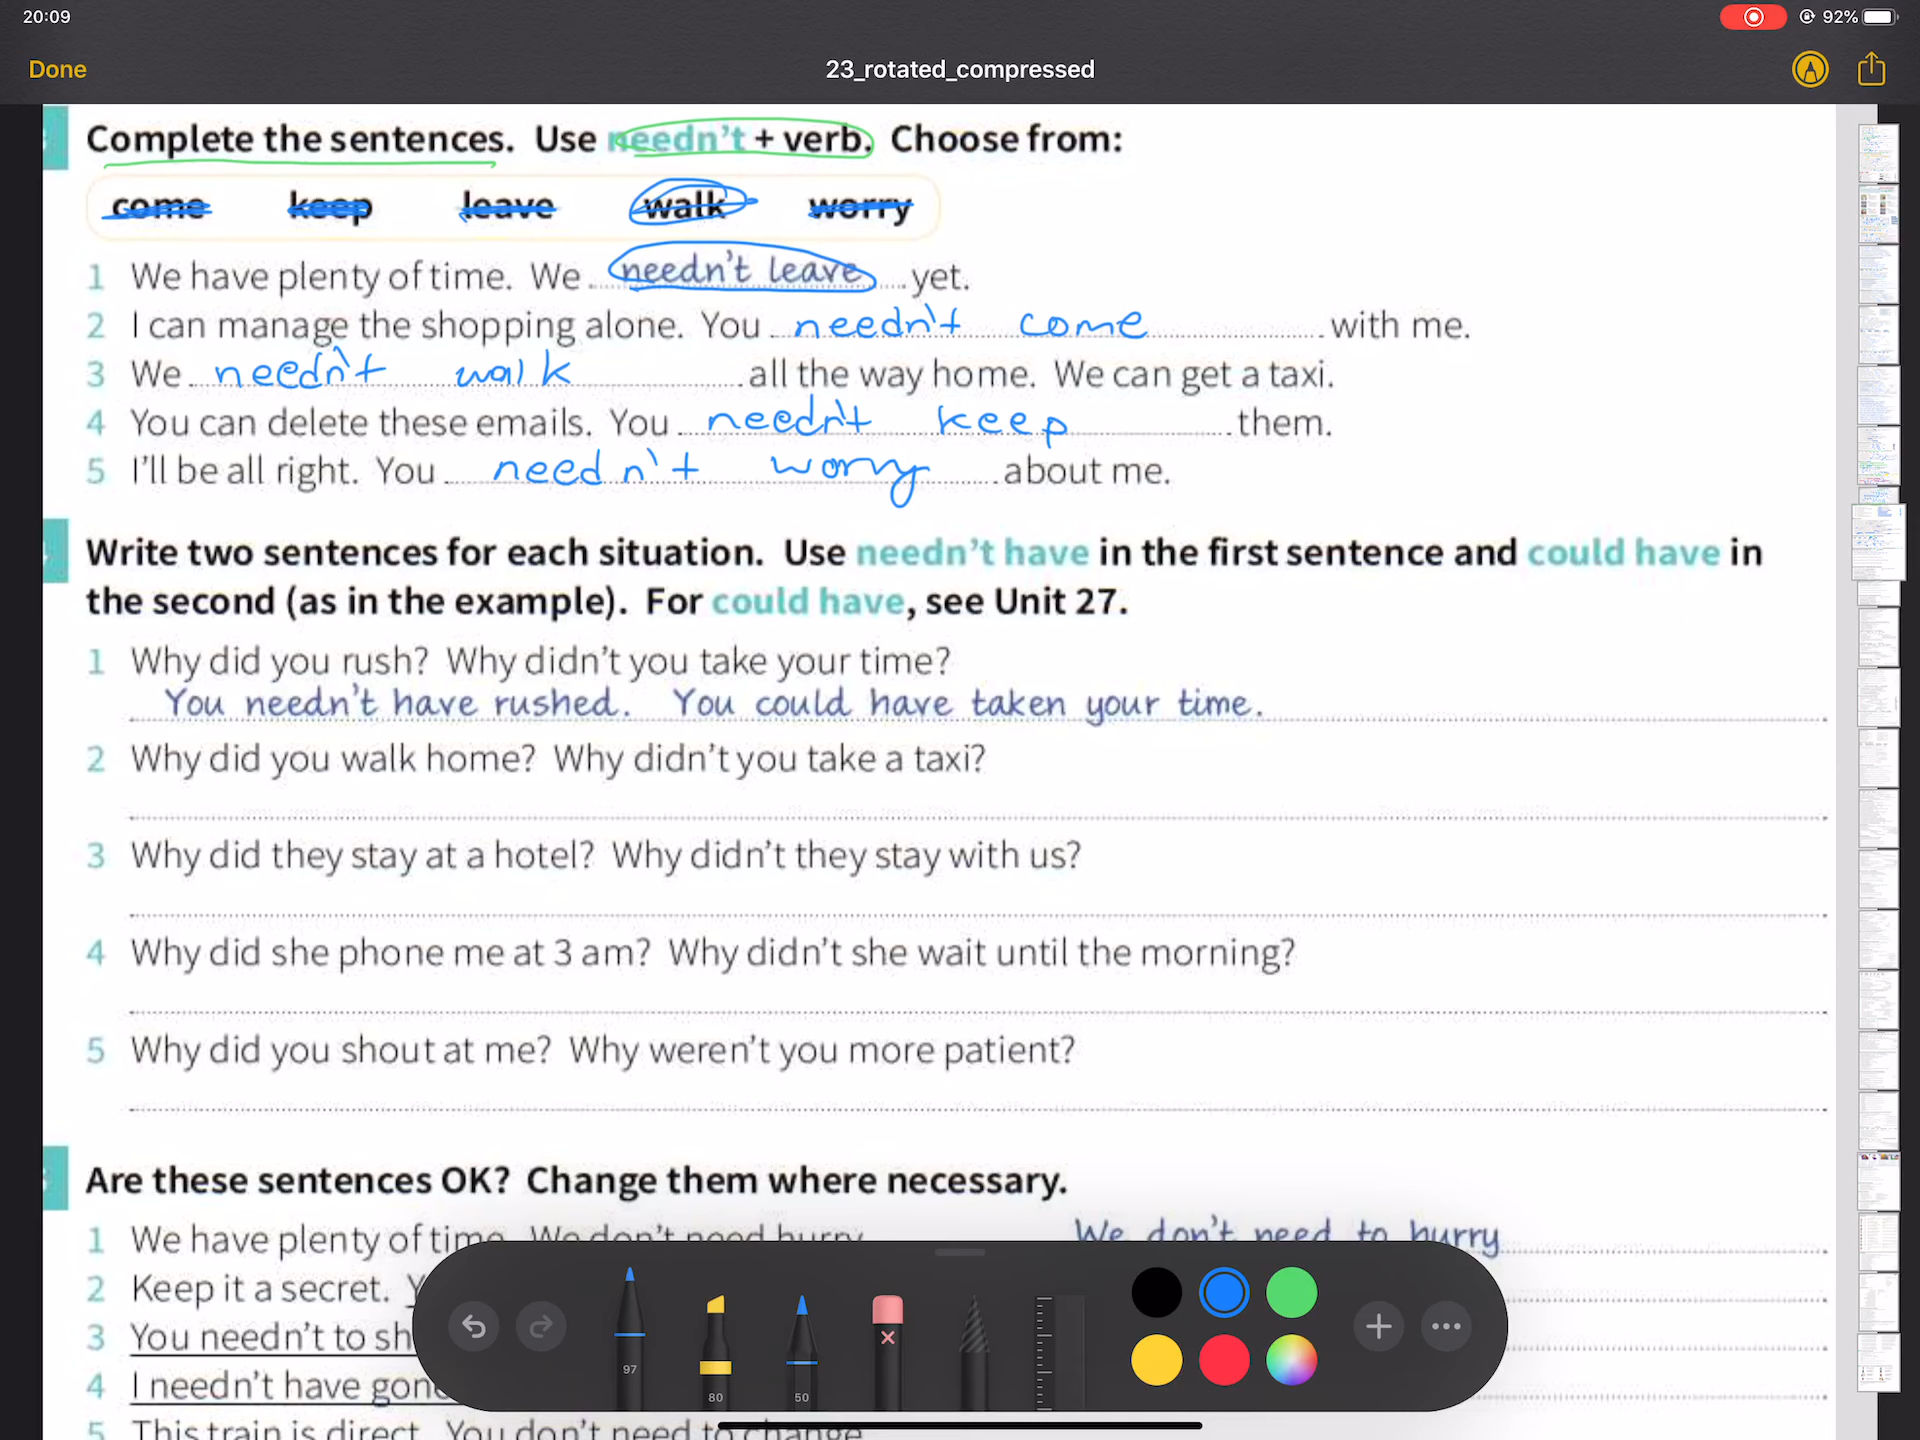 20:09
92%
Done
23_rotated_compressed
Complete the sentences. Use needn't + verb. Choose from:
come keep leave walk worry
1 We have plenty of time. We needn't leave yet.
2 I can manage the shopping alone. You needn't come with me.
3 We needn't walk all the way home. We can get a taxi.
4 You can delete these emails. You needn't keep them.
5 I'll be all right. You needn't worry about me.
Write two sentences for each situation. Use needn't have in the first sentence and could have in
the second (as in the example). For could have, see Unit 27.
1 Why did you rush? Why didn't you take your time?
You needn't have rushed. You could have taken your time.
2 Why did you walk home? Why didn't you take a taxi?
3 Why did they stay at a hotel? Why didn't they stay with us?
4 Why did she phone me at 3 am? Why didn't she wait until the morning?
5 Why did you shout at me? Why weren't you more patient?
Are these sentences OK? Change them where necessary.
1 We have plenty of time. We don't need hurry We don't need to hurry
2 Keep it a secret.
3 You needn't to sh
4 I needn't have gon
5 This train is direct. You don't need to change
97
80
50